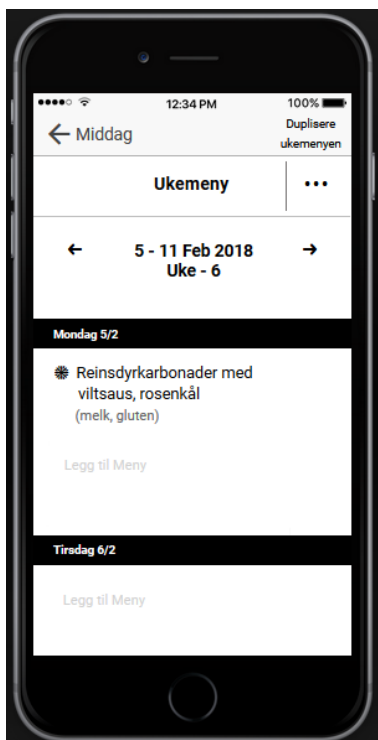 12:34 PM
100%
Middag
Duplisere
ukemenyen
Ukemeny
5 - 11 Feb 2018
Uke - 6
Mondag 5/2
Reinsdyrkarbonader med
viltsaus, rosenkål
(melk, gluten)
Legg til Meny
Tirsdag 6/2
Legg til Meny